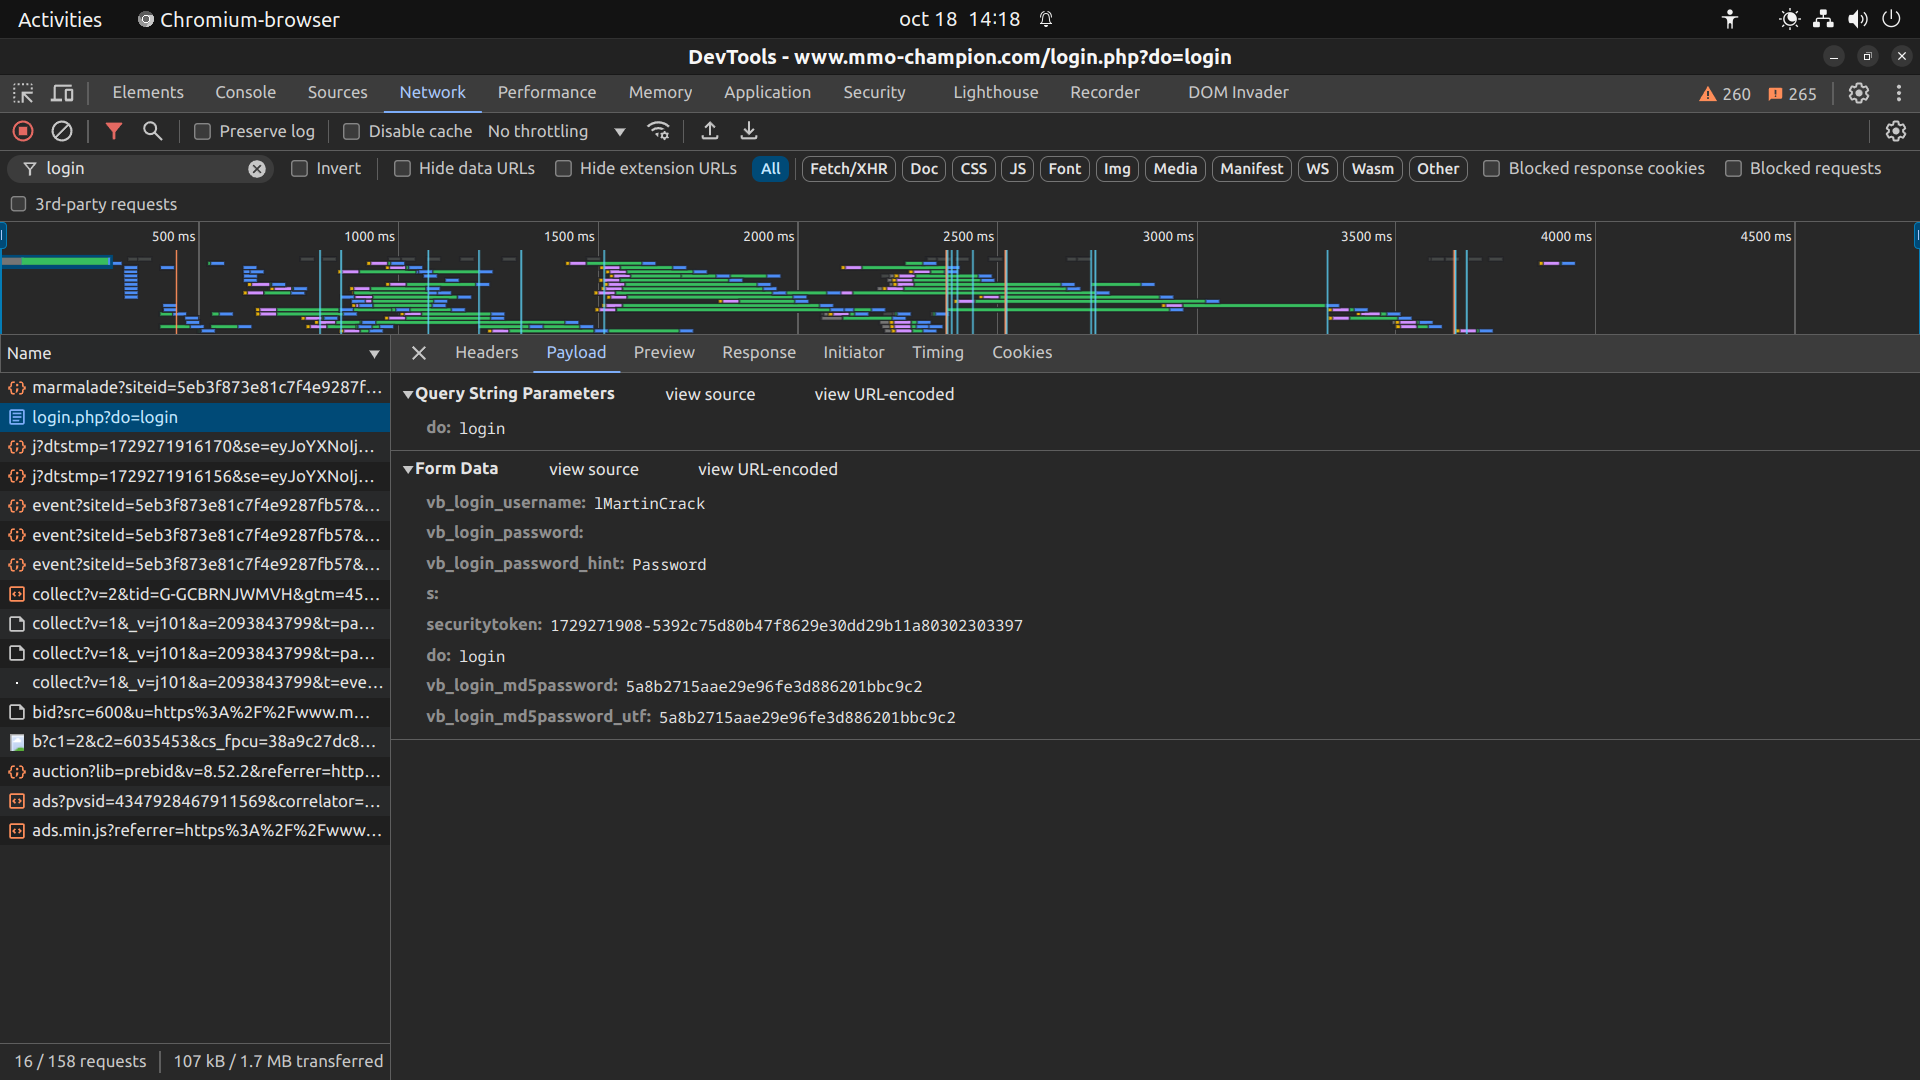 Activities Chromium-browser oct 18 14:18
DevTools - www.mmo-champion.com/login.php?do=login
Elements Console Sources Network Performance Memory Application Security Lighthouse Recorder DOM Invader 260 265
Preserve log Disable cache No throttling
login Invert Hide data URLs Hide extension URLs All Fetch/XHR Doc CSS JS Font Img Media Manifest WS Wasm Other Blocked response cookies Blocked requests
3rd-party requests
500 ms 1000 ms 1500 ms 2000 ms 2500 ms 3000 ms 3500 ms 4000 ms 4500 ms
Name
marmalade?siteid=5eb3f873e81c7f4e9287f…
login.php?do=login
j?dtstmp=1729271916170&se=eyJoYXNoIj…
j?dtstmp=1729271916156&se=eyJoYXNoIj…
event?siteId=5eb3f873e81c7f4e9287fb57&…
event?siteId=5eb3f873e81c7f4e9287fb57&…
event?siteId=5eb3f873e81c7f4e9287fb57&…
collect?v=2&tid=G-GCBRNJWMVH&gtm=45…
collect?v=1&_v=j101&a=2093843799&t=pa…
collect?v=1&_v=j101&a=2093843799&t=pa…
collect?v=1&_v=j101&a=2093843799&t=eve…
bid?src=600&u=https%3A%2F%2Fwww.m…
b?c1=2&c2=6035453&cs_fpcu=38a9c27dc8…
auction?lib=prebid&v=8.52.2&referrer=http…
ads?pvsid=4347928467911569&correlator=…
ads.min.js?referrer=https%3A%2F%2Fwww…
16 / 158 requests 107 kB / 1.7 MB transferred
Headers Payload Preview Response Initiator Timing Cookies
Query String Parameters view source view URL-encoded
do: login
Form Data view source view URL-encoded
vb_login_username: lMartinCrack
vb_login_password:
vb_login_password_hint: Password
s:
securitytoken: 1729271908-5392c75d80b47f8629e30dd29b11a80302303397
do: login
vb_login_md5password: 5a8b2715aae29e96fe3d886201bbc9c2
vb_login_md5password_utf: 5a8b2715aae29e96fe3d886201bbc9c2